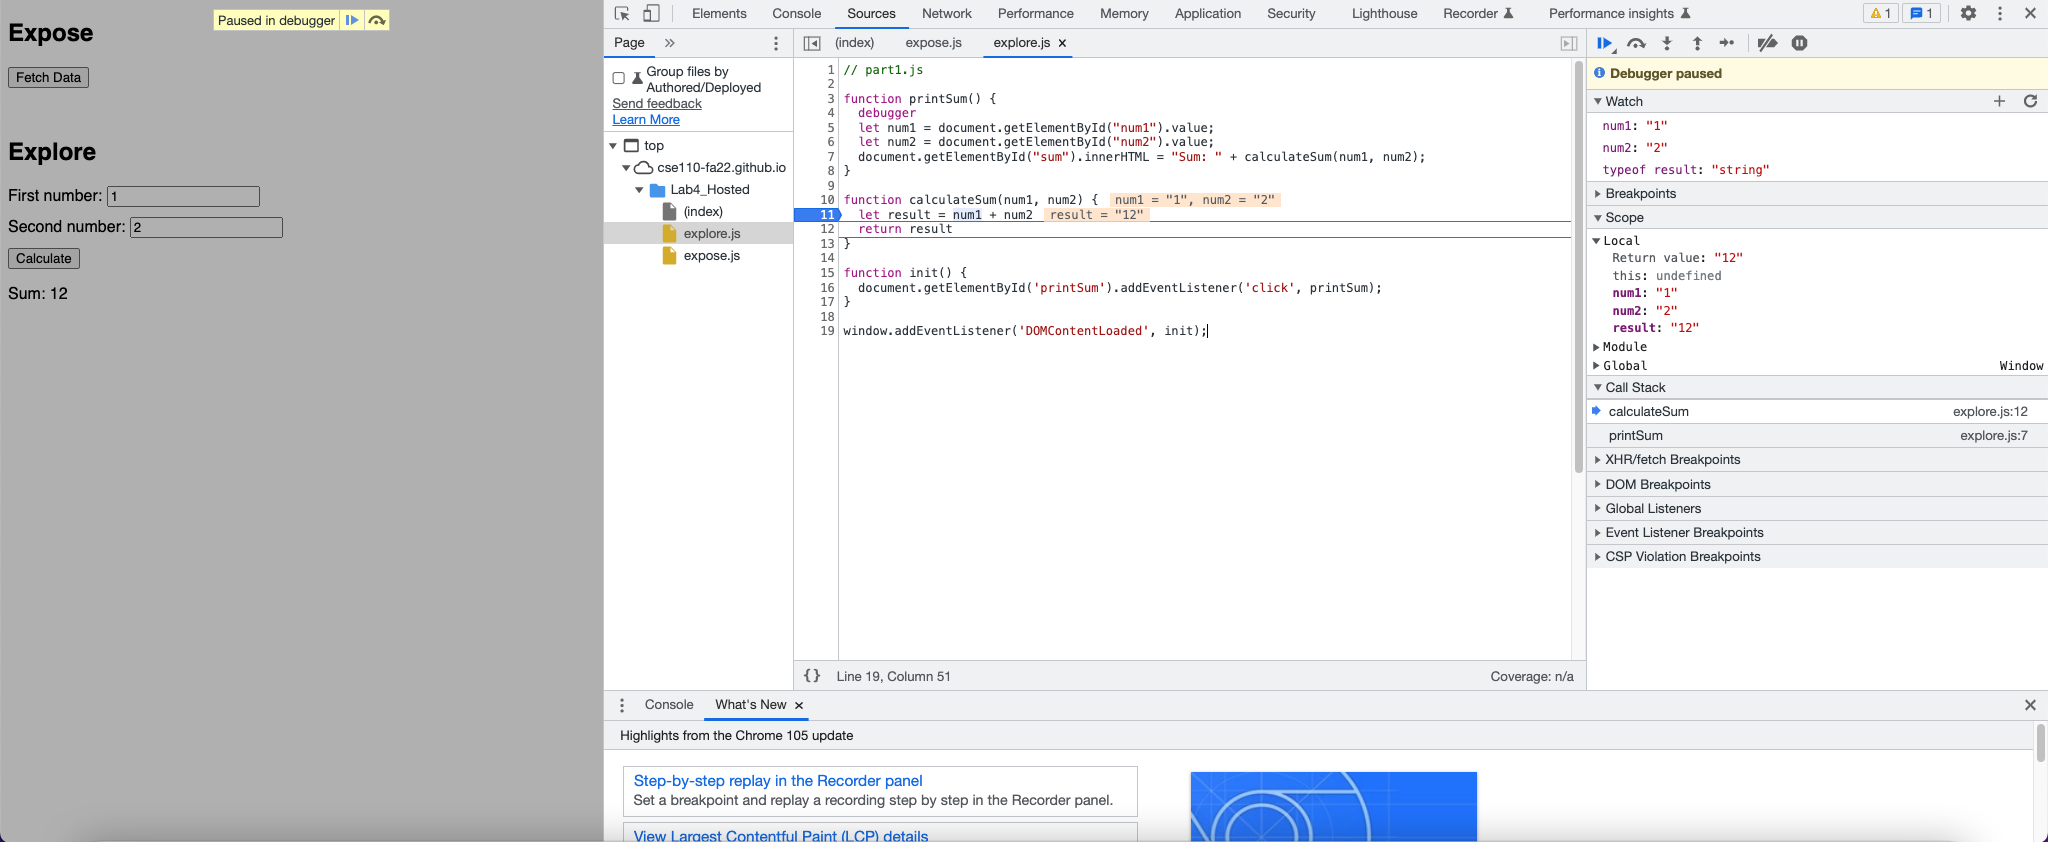 Expose
Paused in debugger
Fetch Data
Explore
First number: 1
Second number: 2
Calculate
Sum: 12
Elements Console Sources Network Performance Memory Application Security Lighthouse Recorder Performance insights 1 1
Page
Group files by
Authored/Deployed
Send feedback
Learn More
top
cse110-fa22.github.io
Lab4_Hosted
(index)
explore.js
expose.js
(index) expose.js explore.js
1 // part1.js
2
3 function printSum() {
4 debugger
5 let num1 = document.getElementById("num1").value;
6 let num2 = document.getElementById("num2").value;
7 document.getElementById("sum").innerHTML = "Sum: " + calculateSum(num1, num2);
8 }
9
10 function calculateSum(num1, num2) { num1 = "1", num2 = "2"
11 let result = num1 + num2 result = "12"
12 return result
13 }
14
15 function init() {
16 document.getElementById('printSum').addEventListener('click', printSum);
17 }
18
19 window.addEventListener('DOMContentLoaded', init);
{} Line 19, Column 51 Coverage: n/a
Debugger paused
Watch
num1: "1"
num2: "2"
typeof result: "string"
Breakpoints
Scope
Local
Return value: "12"
this: undefined
num1: "1"
num2: "2"
result: "12"
Module
Global Window
Call Stack
calculateSum explore.js:12
printSum explore.js:7
XHR/fetch Breakpoints
DOM Breakpoints
Global Listeners
Event Listener Breakpoints
CSP Violation Breakpoints
Console What's New
Highlights from the Chrome 105 update
Step-by-step replay in the Recorder panel
Set a breakpoint and replay a recording step by step in the Recorder panel.
View Largest Contentful Paint (LCP) details